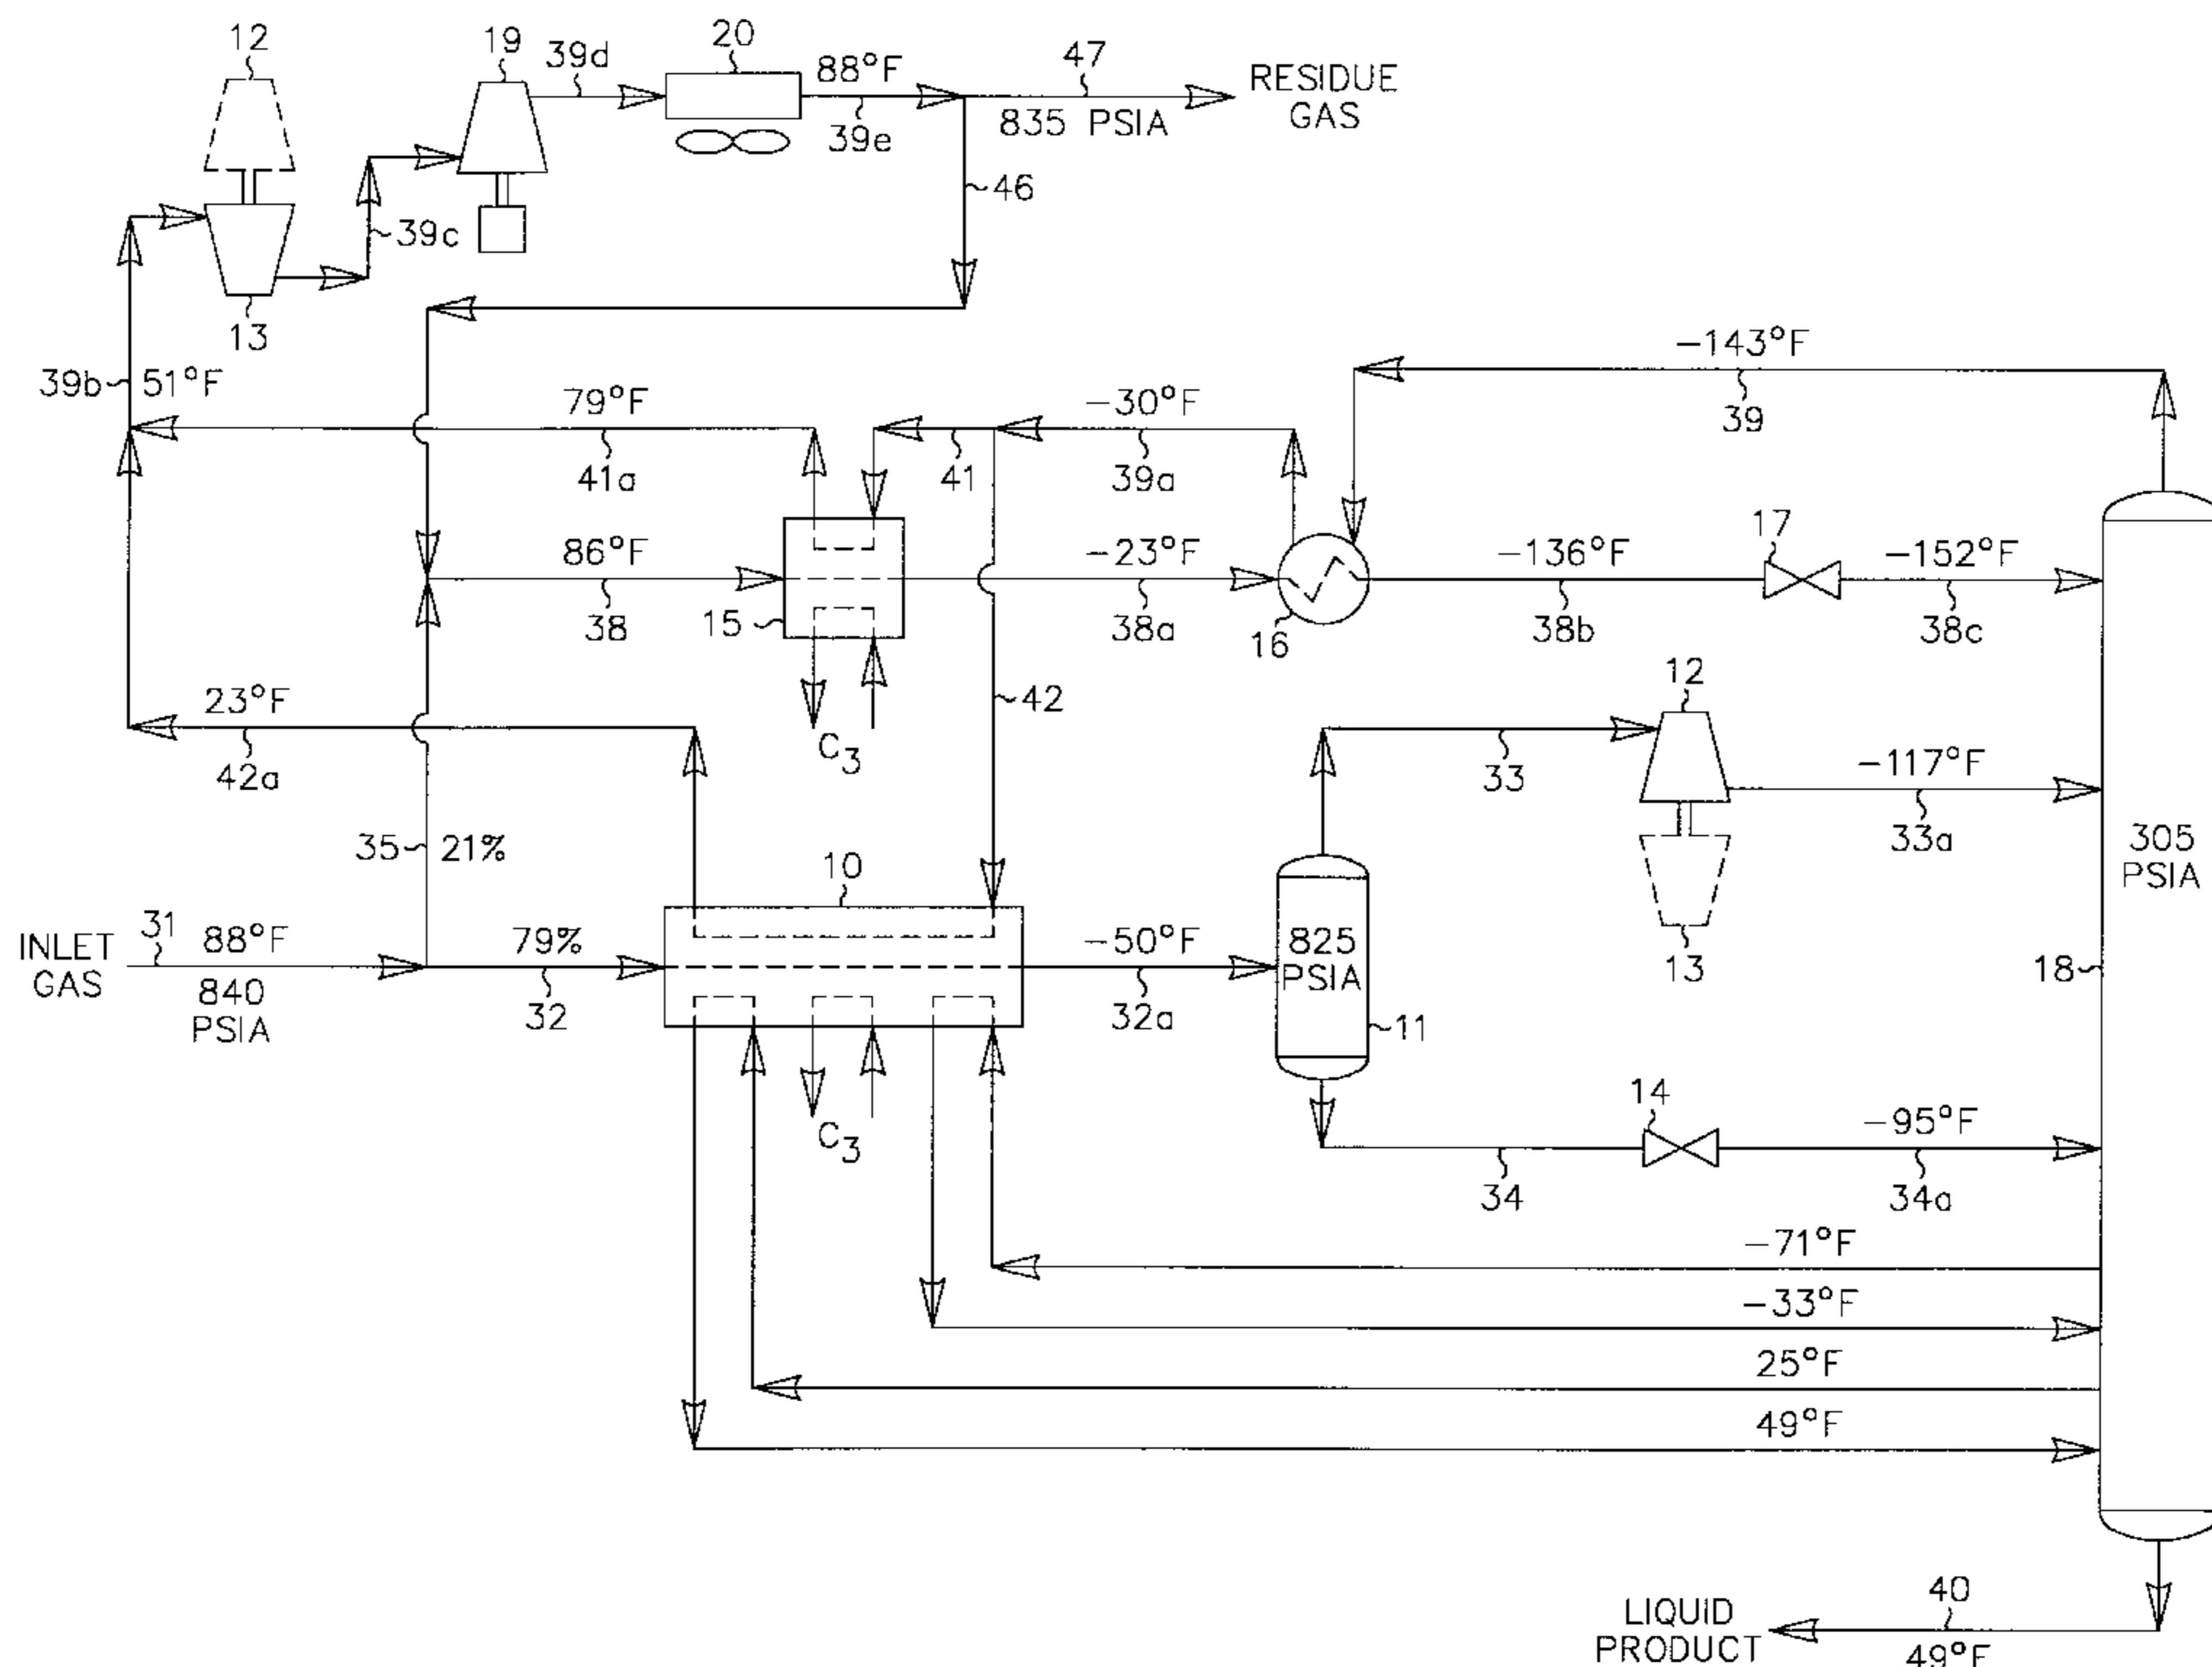 12
19
39d
20
88°F
39e
47
835 PSIA
RESIDUE
GAS
46
39c
13
39b
51°F
79°F
41a
41
-30°F
39a
-143°F
39
86°F
38
15
C3
-23°F
38a
16
-136°F
38b
17
-152°F
38c
42
23°F
42a
12
33
-117°F
33a
13
305
PSIA
18
35
21%
INLET
GAS
31
88°F
840
PSIA
79%
32
10
C3
-50°F
32a
825
PSIA
11
14
34
-95°F
34a
-71°F
-33°F
25°F
49°F
LIQUID
PRODUCT
40
49°F